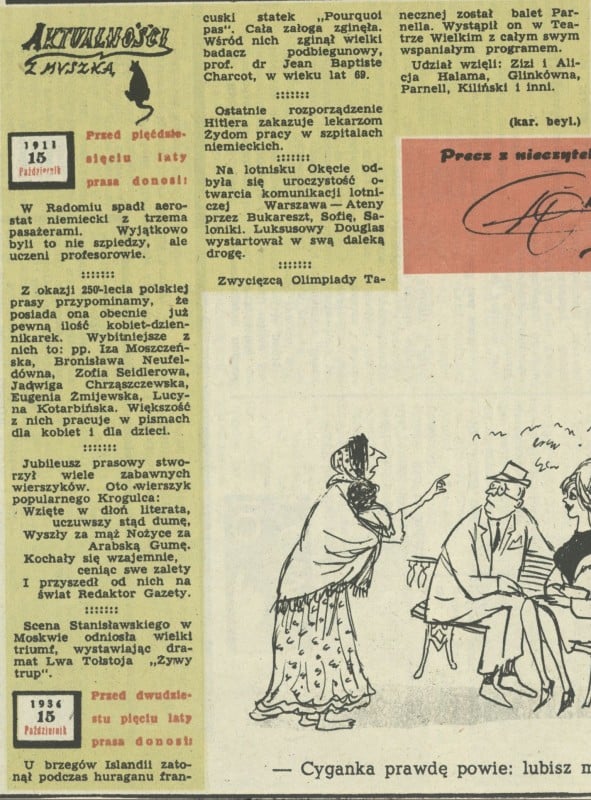 AKTUALNOŚCI
Z MYSZKĄ
1911
15
Październik
Przed pięćdzie-
sięciu laty
prasa donosi:
W Radomiu spadł aero-
stat niemiecki z trzema
pasażerami. Wyjątkowo
byli to nie szpiedzy, ale
uczeni profesorowie.
Z okazji 250-lecia polskiej
prasy przypominamy, że
posiada ona obecnie już
pewną ilość kobiet-dzien-
nikarek. Wybitniejsze z
nich to: pp. Iza Moszczeń-
ska, Bronisława Neufel-
dówna, Zofia Seidlerowa,
Jadwiga Chrząszczewska,
Eugenia Żmijewska, Lucy-
na Kotarbińska. Większość
z nich pracuje w pismach
dla kobiet i dla dzieci.
Jubileusz prasowy stwo-
rzył wiele zabawnych
wierszyków. Oto wierszyk
popularnego Krogulca:
Wzięte w dłoń literata,
uczuwszy stąd dumę,
Wyszły za mąż Nożyce za
Arabską Gumę.
Kochały się wzajemnie,
ceniąc swe zalety
I przyszedł od nich na
świat Redaktor Gazety.
Scena Stanisławskiego w
Moskwie odniosła wielki
triumf, wystawiając dra-
mat Lwa Tołstoja „Żywy
trup".
1936
15
Październik
Przed dwudzie-
stu pięciu laty
prasa donosi:
U brzegów Islandii zato-
nął podczas huraganu fran-
cuski statek „Pourquoi
pas". Cała załoga zginęła.
Wśród nich zginął wielki
badacz podbiegunowy,
prof. dr Jean Baptiste
Charcot, w wieku lat 69.
Ostatnie rozporządzenie
Hitlera zakazuje lekarzom
Żydom pracy w szpitalach
niemieckich.
Na lotnisku Okęcie od-
była się uroczystość o-
twarcia komunikacji lotni-
czej Warszawa — Ateny
przez Bukareszt, Sofię, Sa-
loniki. Luksusowy Douglas
wystartował w swą daleką
drogę.
Zwycięzcą Olimpiady Ta-
necznej został balet Par-
nella. Wystąpił on w Tea-
trze Wielkim z całym swym
wspaniałym programem.
Udział wzięli: Zizi i Ali-
cja Halama, Glinkówna,
Parnell, Kiliński i inni.
(kar. beyl.)
Precz z nieczytel
— Cyganka prawdę powie: lubisz m